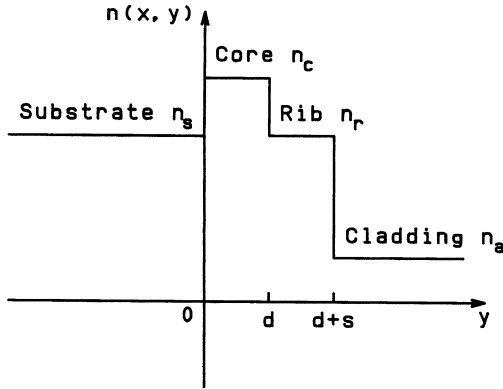 n(x, y)
Core n_c
Substrate n_s
Rib n_r
Cladding n_a
0 d d+s y